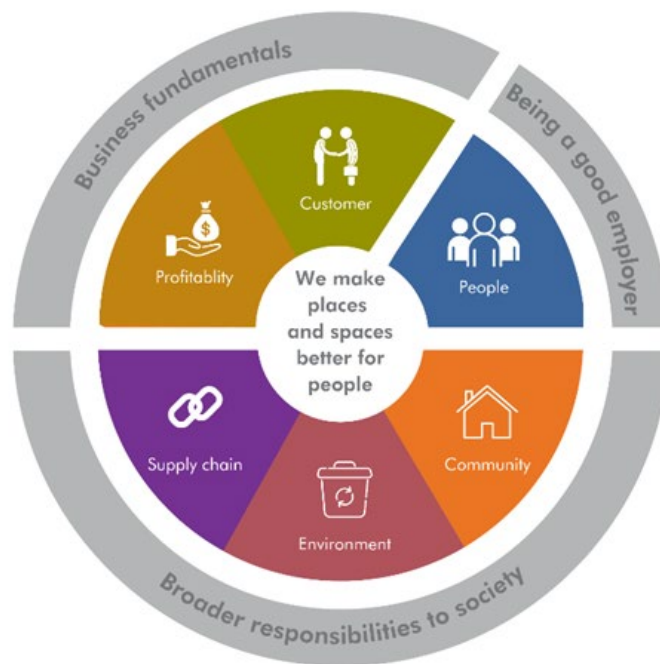 Business fundamentals
Being a good employer
Customer
Profitablity
People
We make
places
and spaces
better for
people
Supply chain
Community
Environment
Broader responsibilities to society